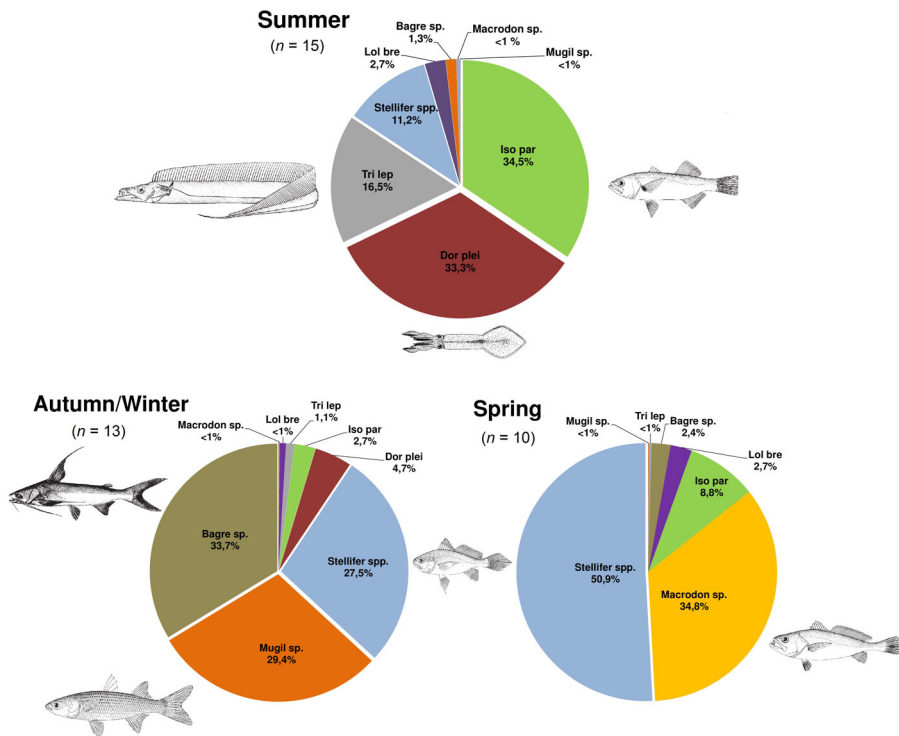 Summer
(n = 15)
Bagre sp.
1,3%
Macrodon sp.
<1 %
Lol bre
2,7%
Mugil sp.
<1%
Stellifer spp.
11,2%
Iso par
34,5%
Tri lep
16,5%
Dor plei
33,3%
Autumn/Winter
(n = 13)
Macrodon sp.
<1%
Lol bre
<1%
Tri lep
1,1%
Iso par
2,7%
Dor plei
4,7%
Bagre sp.
33,7%
Stellifer spp.
27,5%
Mugil sp.
29,4%
Spring
(n = 10)
Mugil sp.
<1%
Tri lep
<1%
Bagre sp.
2,4%
Lol bre
2,7%
Iso par
8,8%
Stellifer spp.
50,9%
Macrodon sp.
34,8%